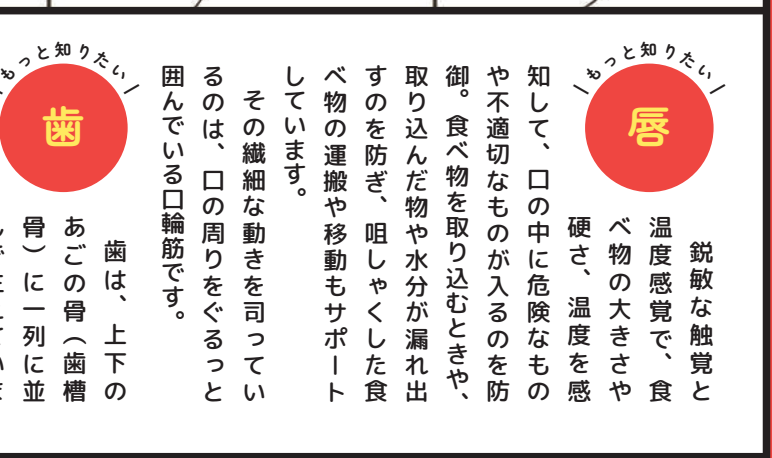 もっと知りたい
唇
鋭敏な触覚と
温度感覚で、食
べ物の大きさや
硬さ、温度を感
知して、口の中に危険なもの
や不適切なものが入るのを防
御。食べ物を取り込むときや、
取り込んだ物や水分が漏れ出
すのを防ぎ、咀しゃくした食
べ物の運搬や移動もサポート
しています。
その繊細な動きを司ってい
るのは、口の周りをぐるっと
囲んでいる口輪筋です。
もっと知りたい
歯
歯は、上下の
あごの骨（歯槽
骨）に一列に並